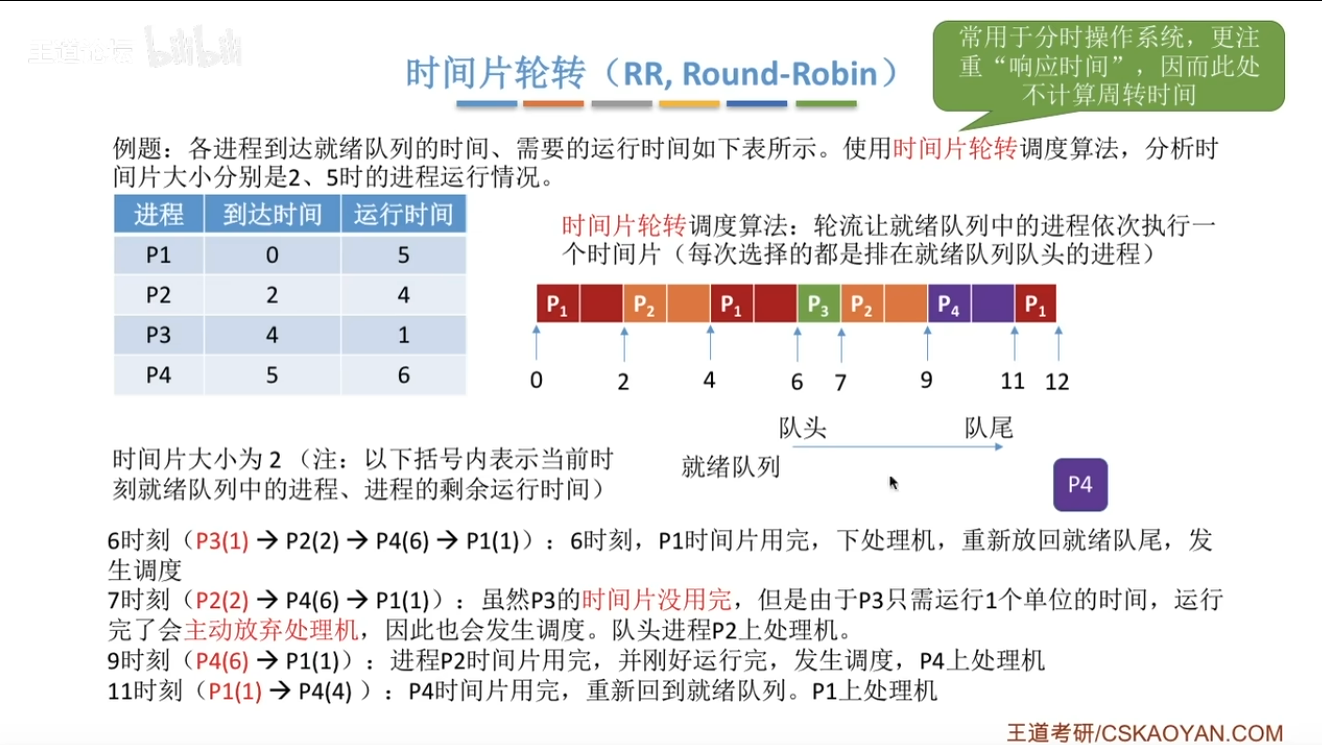 王道论坛 bilibili
时间片轮转（RR, Round-Robin）
常用于分时操作系统，更注
重“响应时间”，因而此处
不计算周转时间
例题：各进程到达就绪队列的时间、需要的运行时间如下表所示。使用时间片轮转调度算法，分析时
间片大小分别是2、5时的进程运行情况。
进程 到达时间 运行时间
P1 0 5
P2 2 4
P3 4 1
P4 5 6
时间片轮转调度算法：轮流让就绪队列中的进程依次执行一
个时间片（每次选择的都是排在就绪队列队头的进程）
P1 P2 P1 P3 P2 P4 P1
0 2 4 6 7 9 11 12
队头 队尾
就绪队列
P4
时间片大小为 2 （注：以下括号内表示当前时
刻就绪队列中的进程、进程的剩余运行时间）
6时刻（P3(1) → P2(2) → P4(6) → P1(1)）：6时刻，P1时间片用完，下处理机，重新放回就绪队尾，发
生调度
7时刻（P2(2) → P4(6) → P1(1)）：虽然P3的时间片没用完，但是由于P3只需运行1个单位的时间，运行
完了会主动放弃处理机，因此也会发生调度。队头进程P2上处理机。
9时刻（P4(6) → P1(1)）：进程P2时间片用完，并刚好运行完，发生调度，P4上处理机
11时刻（P1(1) → P4(4) ）：P4时间片用完，重新回到就绪队列。P1上处理机
王道考研/CSKAOYAN.COM